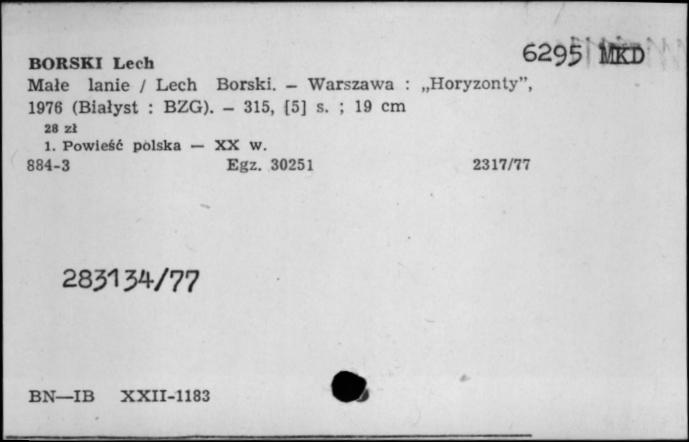 6295 MKD
BORSKI Lech
Małe lanie / Lech Borski. — Warszawa : „Horyzonty”,
1976 (Białyst : BZG). — 315, [5] s. ; 19 cm
28 zł
1. Powieść polska — XX w.
884-3 Egz. 30251 2317/77
283134/77
BN—IB XXII-1183